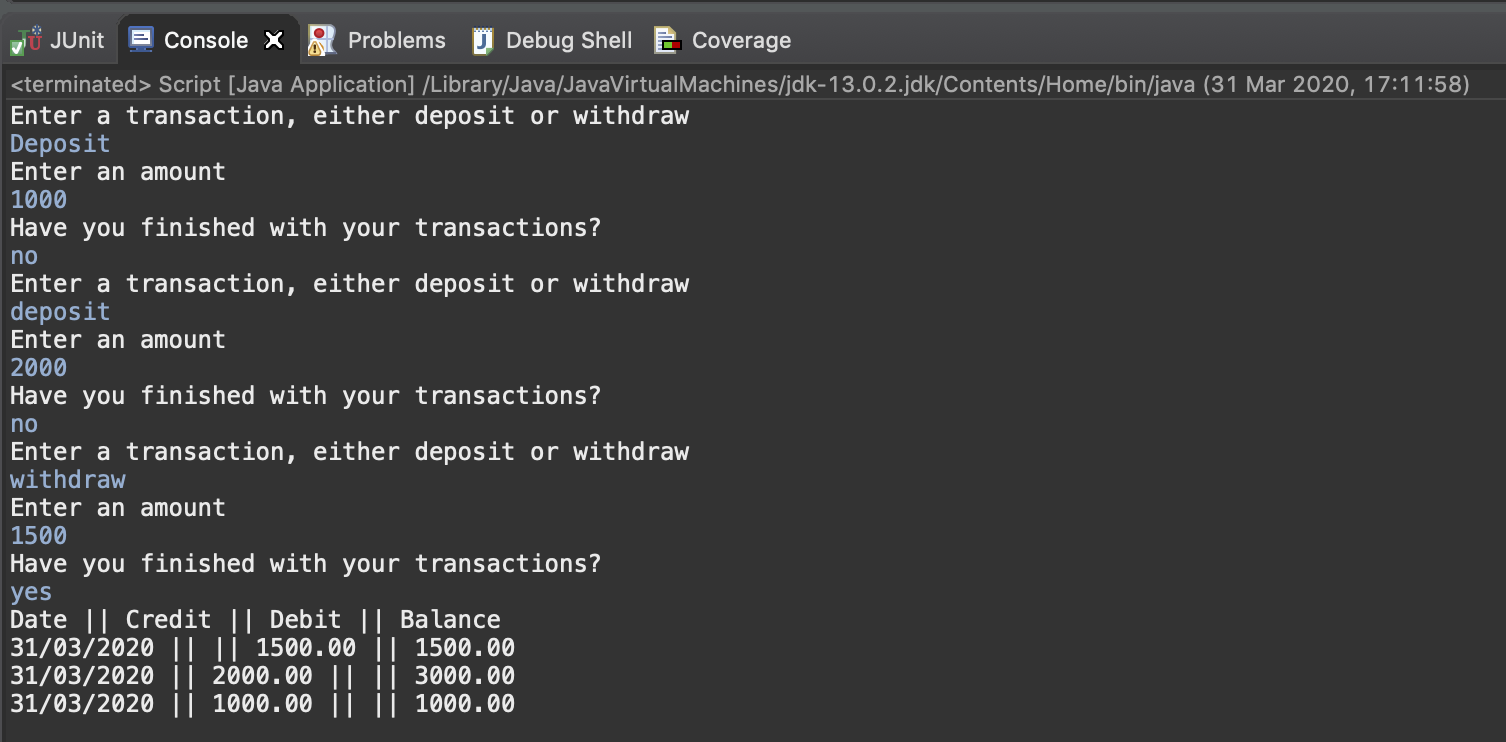 JUnit Console Problems Debug Shell Coverage
<terminated> Script [Java Application] /Library/Java/JavaVirtualMachines/jdk-13.0.2.jdk/Contents/Home/bin/java (31 Mar 2020, 17:11:58)
Enter a transaction, either deposit or withdraw
Deposit
Enter an amount
1000
Have you finished with your transactions?
no
Enter a transaction, either deposit or withdraw
deposit
Enter an amount
2000
Have you finished with your transactions?
no
Enter a transaction, either deposit or withdraw
withdraw
Enter an amount
1500
Have you finished with your transactions?
yes
Date || Credit || Debit || Balance
31/03/2020 || || 1500.00 || 1500.00
31/03/2020 || 2000.00 || || 3000.00
31/03/2020 || 1000.00 || || 1000.00